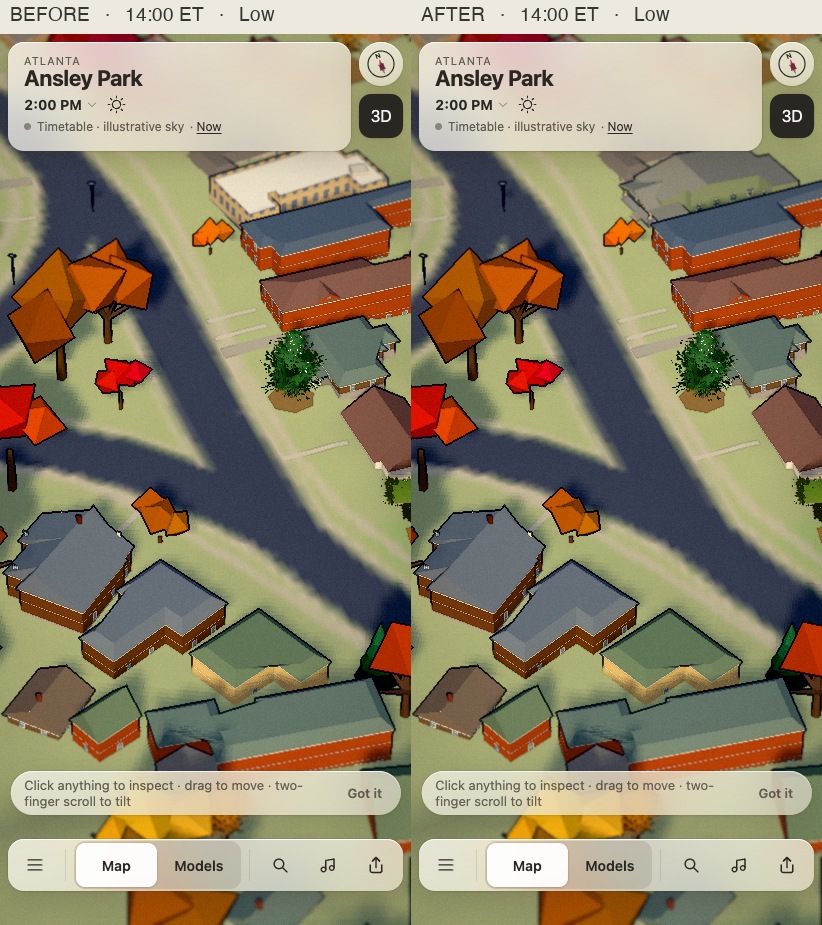 BEFORE · 14:00 ET · Low
ATLANTA
Ansley Park
2:00 PM
Timetable · illustrative sky · Now
N
3D
Click anything to inspect · drag to move · two-
finger scroll to tilt
Got it
Map
Models
AFTER · 14:00 ET · Low
ATLANTA
Ansley Park
2:00 PM
Timetable · illustrative sky · Now
N
3D
Click anything to inspect · drag to move · two-
finger scroll to tilt
Got it
Map
Models